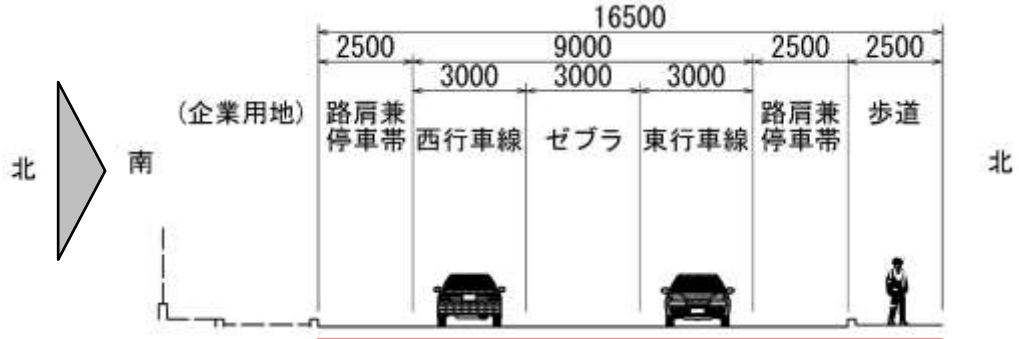 16500
2500 9000 2500 2500
3000 3000 3000
(企業用地) 路肩兼 路肩兼 歩道
停車帯 西行車線 ゼブラ 東行車線 停車帯
北 南 北